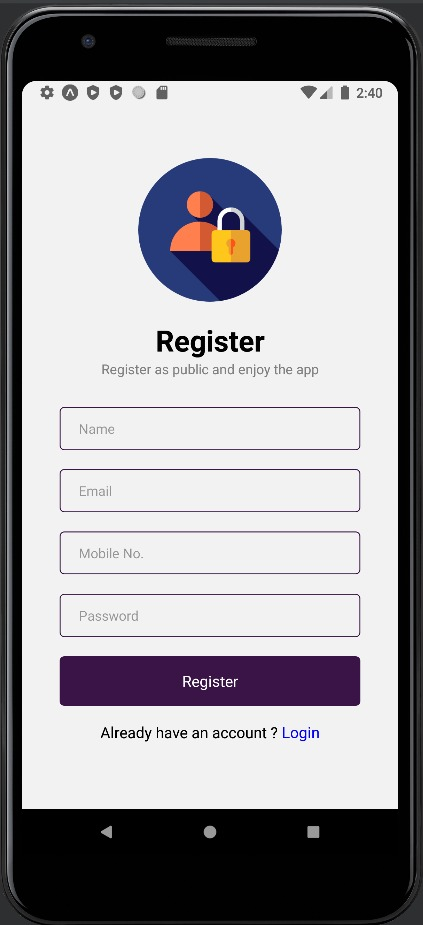 2:40
Register
Register as public and enjoy the app
Name
Email
Mobile No.
Password
Register
Already have an account ? Login